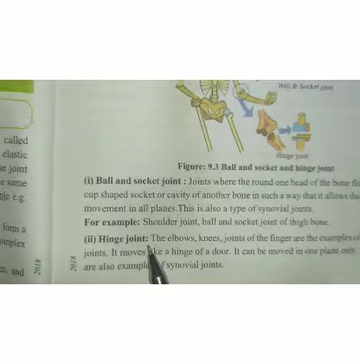 Ball & Socket joint
Hinge joint
called
elastic
e joint
e same
e e.g.
form a
omplex
s, and
2018
2018
Figure: 9.3 Ball and socket and hinge joint
(i) Ball and socket joint : Joints where the round one head of the bone
cup shaped socket or cavity of another bone in such a way that it allows the
movement in all planes. This is also a type of synovial joints.
For example: Shoulder joint, ball and socket joint of thigh bone.
(ii) Hinge joint: The elbows, knees, joints of the finger are the examples
joints. It moves like a hinge of a door. It can be moved in one plane only.
are also example of synovial joints.